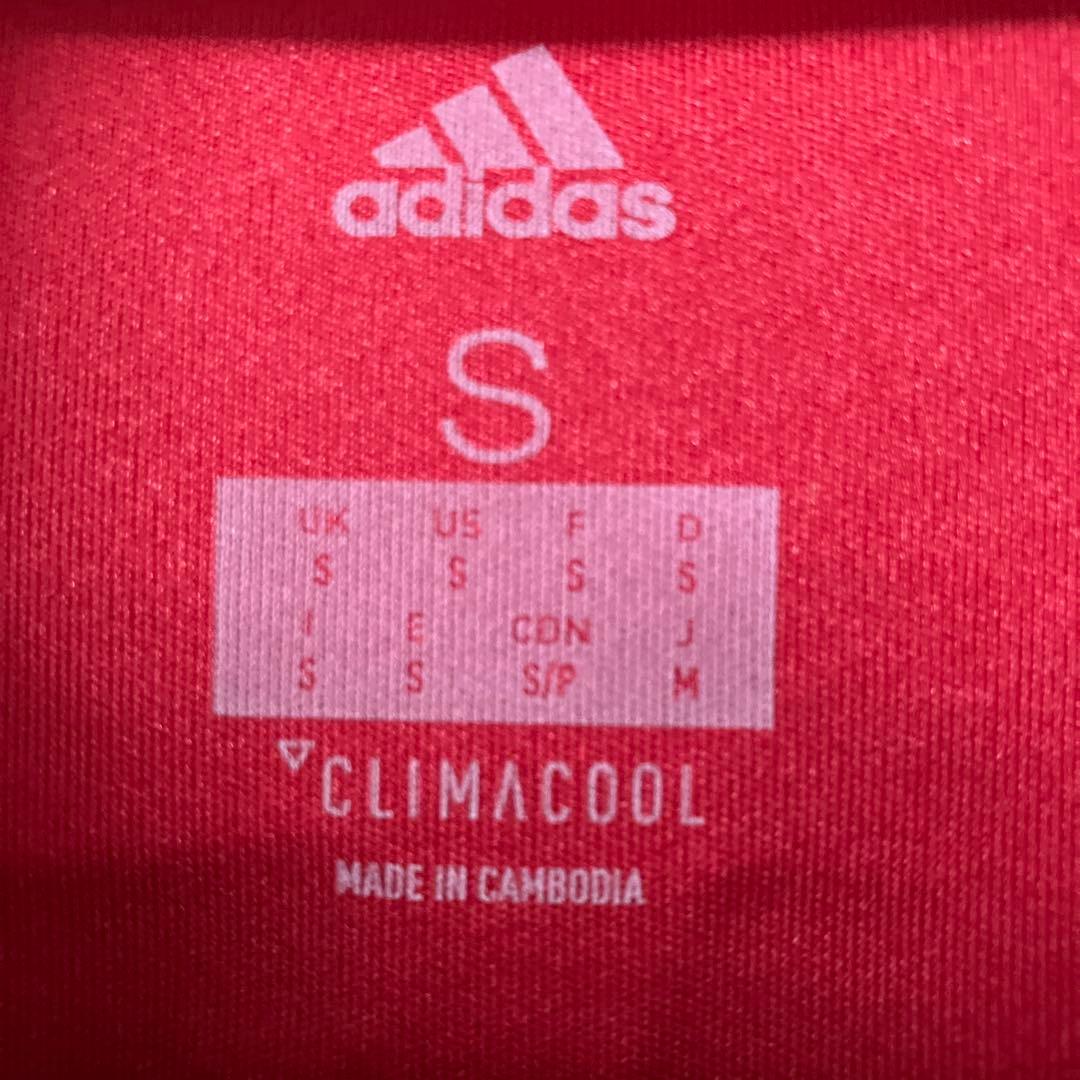 adidas
S
UK US F D
S S S S
I E CDN J
S S S/P M
CLIMACOOL
MADE IN CAMBODIA